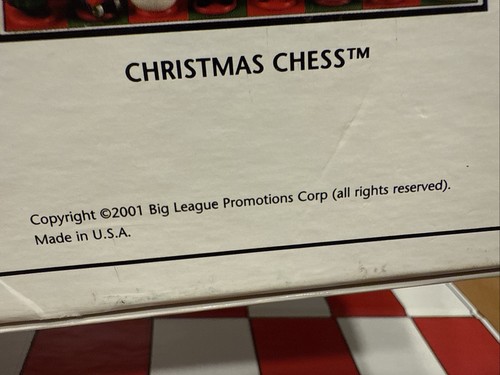 CHRISTMAS CHESS™
Copyright ©2001 Big League Promotions Corp (all rights reserved).
Made in U.S.A.